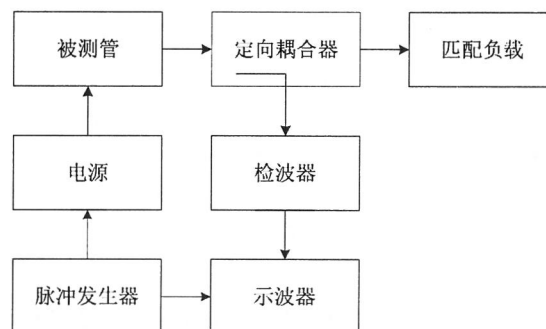 被测管
定向耦合器
匹配负载
电源
检波器
脉冲发生器
示波器